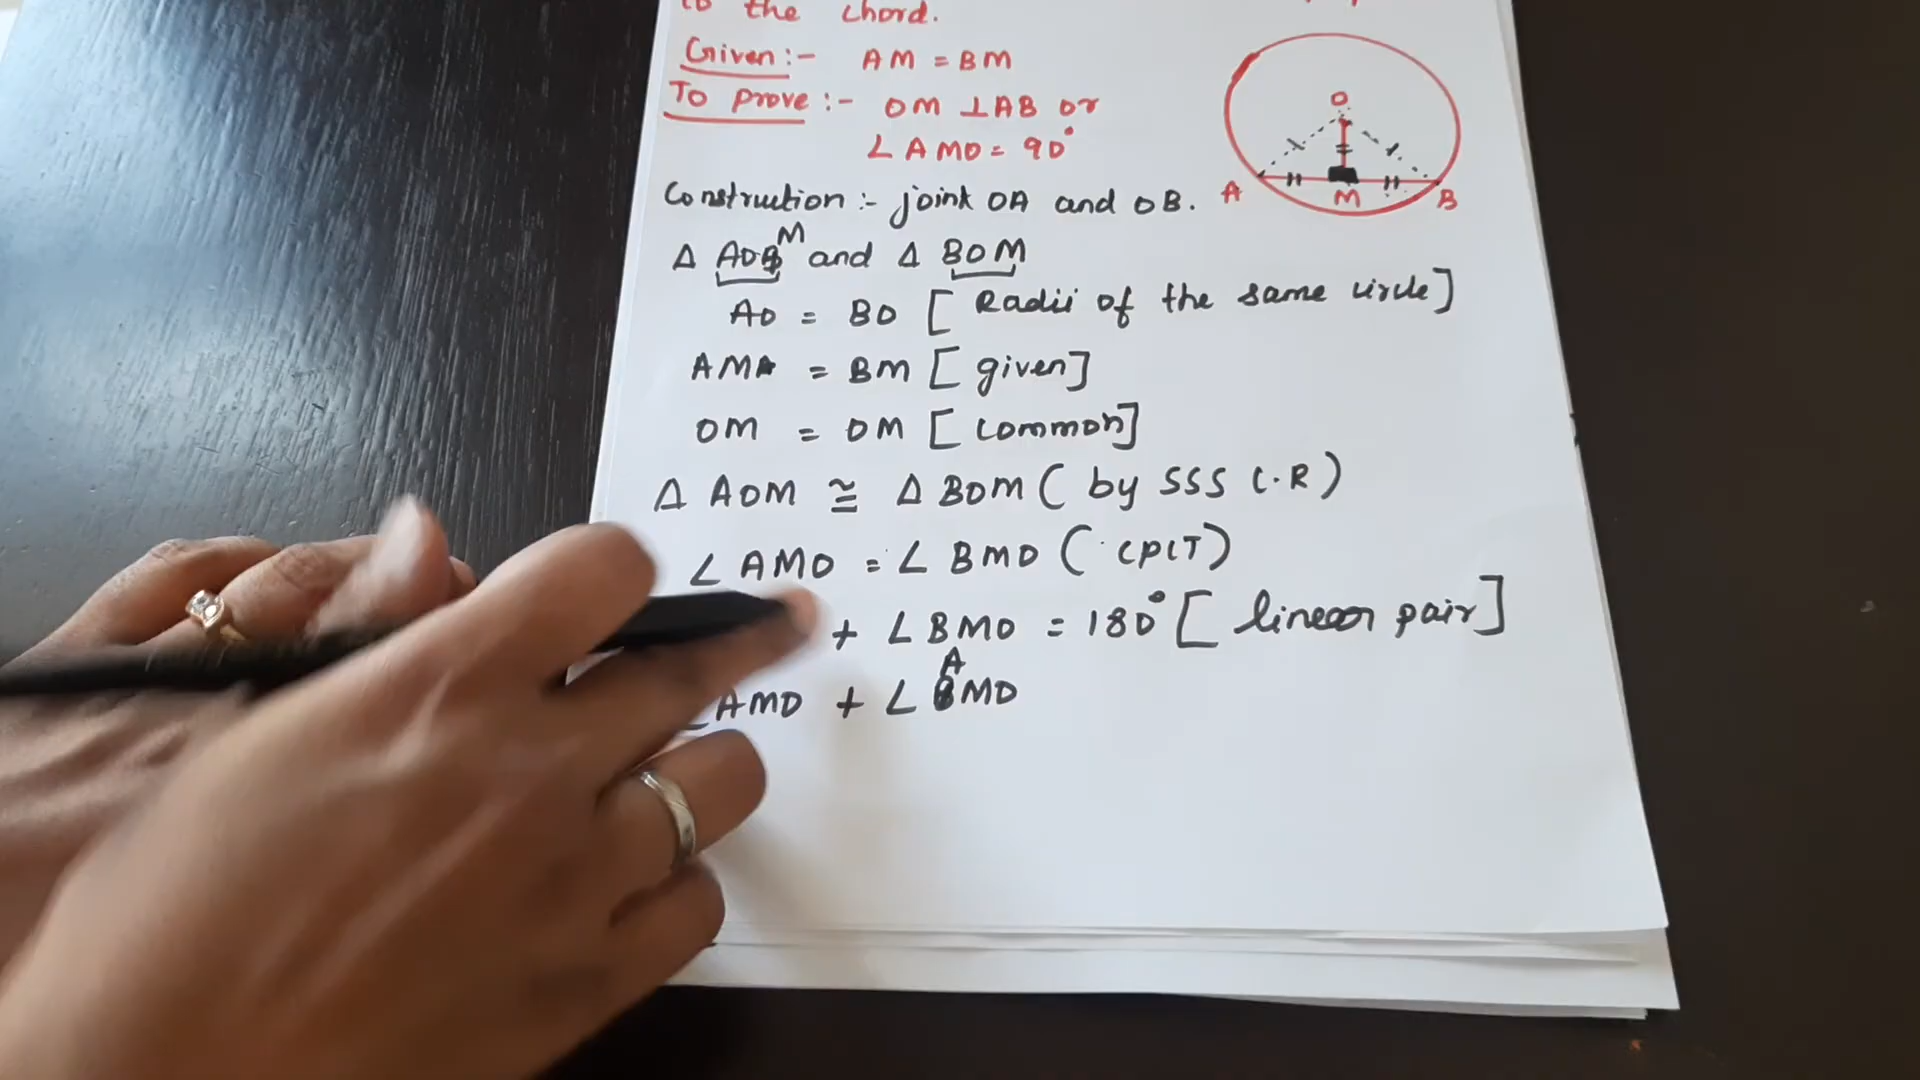 to the chord.
Given :- AM = BM
To prove :- OM ⊥ AB or
∠ AMO = 90°
O
A M B
Construction :- joint OA and OB.
Δ AOM and Δ BOM
AO = BO [ Radii of the same circle ]
AM = BM [ given ]
OM = OM [ common ]
Δ AOM ≅ Δ BOM ( by SSS C.R )
∠ AMO = ∠ BMO ( CPCT )
+ ∠ BMO = 180° [ linear pair ]
∠ AMO + ∠ AMO